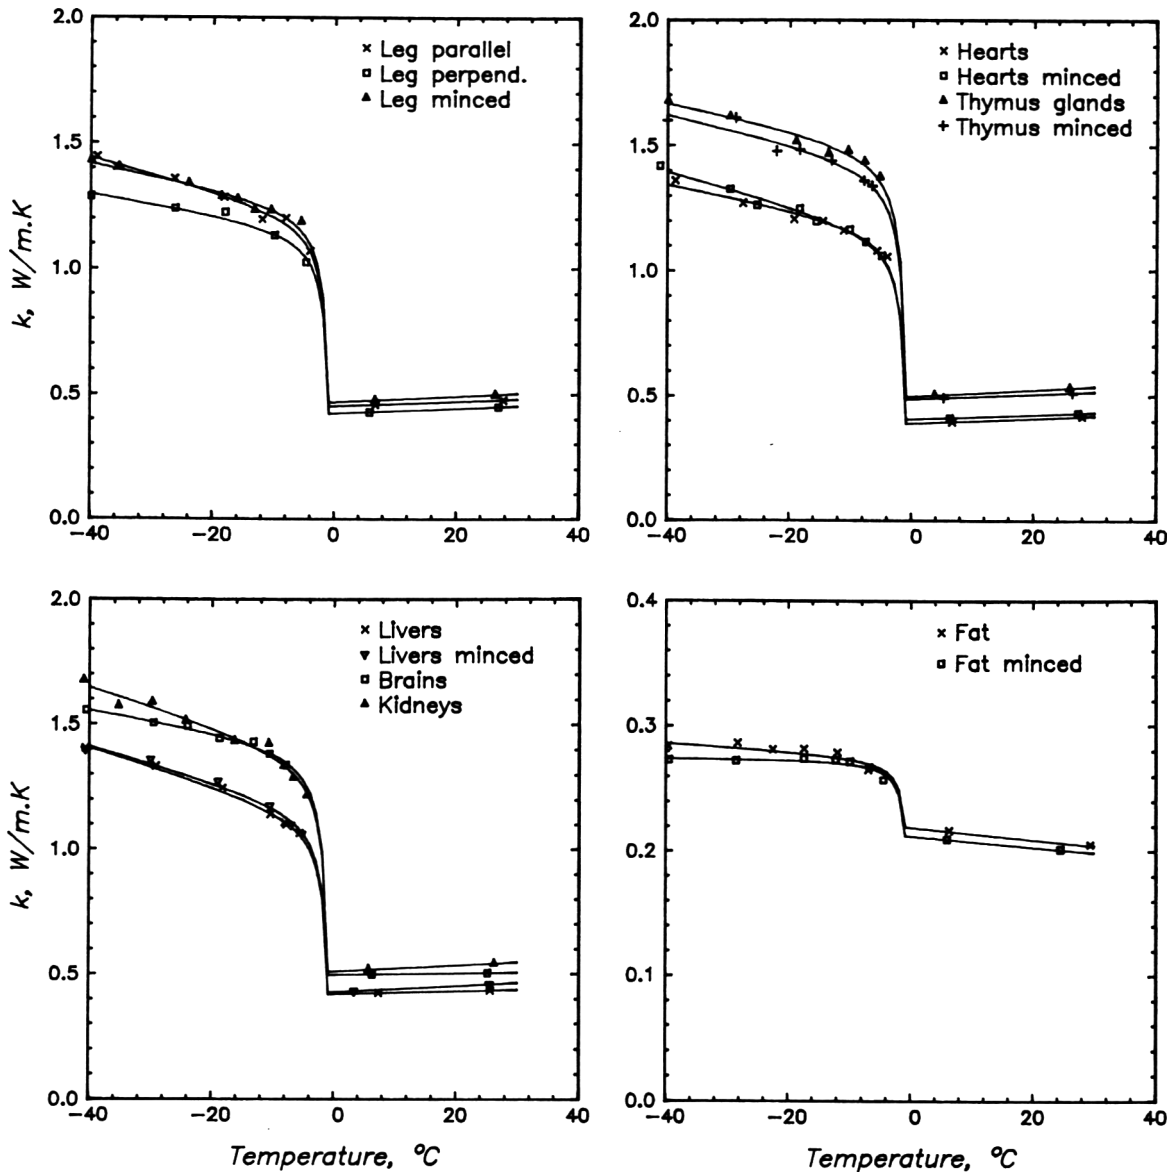 2.0
1.5
1.0
0.5
0.0
k, W/m.K
× Leg parallel
Leg perpend.
Leg minced
−40 −20 0 20 40
2.0
1.5
1.0
0.5
0.0
× Hearts
Hearts minced
Thymus glands
+ Thymus minced
−40 −20 0 20 40
2.0
1.5
1.0
0.5
0.0
k, W/m.K
× Livers
Livers minced
Brains
Kidneys
−40 −20 0 20 40
Temperature, °C
0.4
0.3
0.2
0.1
0.0
× Fat
Fat minced
−40 −20 0 20 40
Temperature, °C